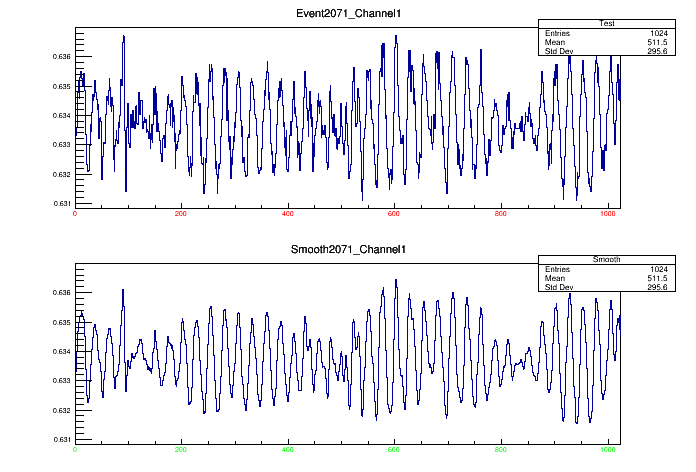 Event2071_Channel1
Test
Entries 1024
Mean 511.5
Std Dev 295.6
0.636
0.635
0.634
0.633
0.632
0.631
0 200 400 600 800 1000
Smooth2071_Channel1
Smooth
Entries 1024
Mean 511.5
Std Dev 295.6
0.636
0.635
0.634
0.633
0.632
0.631
0 200 400 600 800 1000